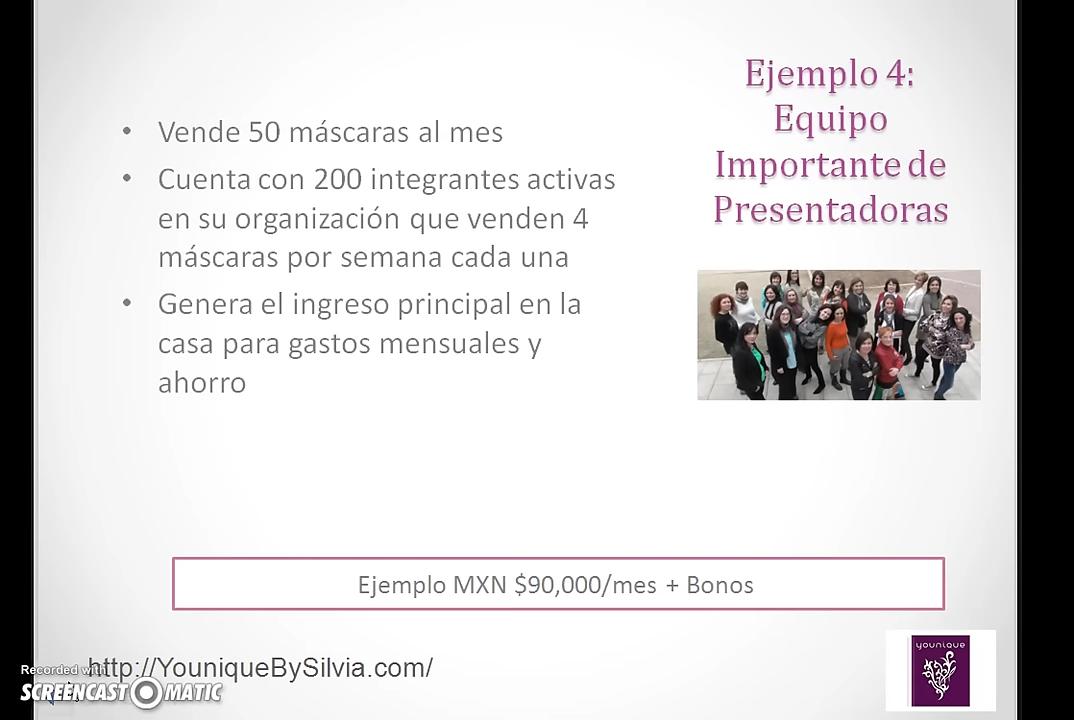 Ejemplo 4:
Equipo
Importante de
Presentadoras
• Vende 50 máscaras al mes
• Cuenta con 200 integrantes activas
en su organización que venden 4
máscaras por semana cada una
• Genera el ingreso principal en la
casa para gastos mensuales y
ahorro
Ejemplo MXN $90,000/mes + Bonos
http://YouniqueBySilvia.com/
Recorded with
SCREENCAST MATIC
younique